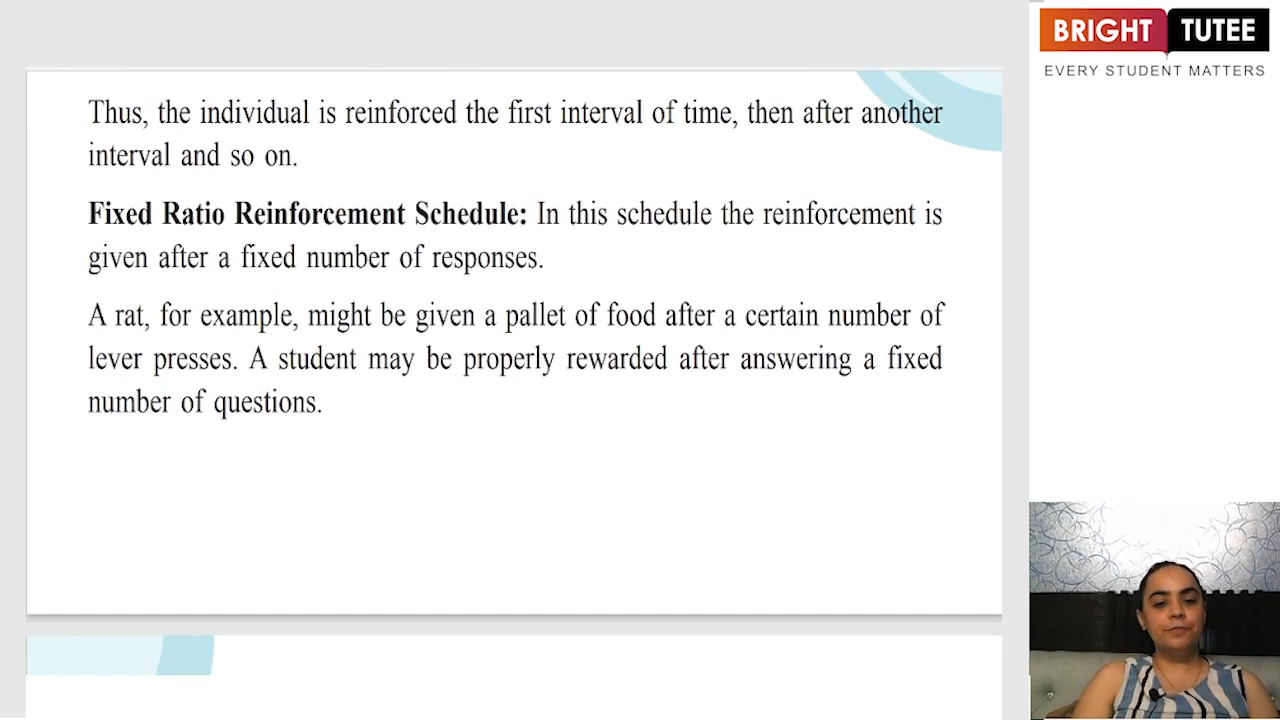 BRIGHT TUTEE
EVERY STUDENT MATTERS
Thus, the individual is reinforced the first interval of time, then after another
interval and so on.
Fixed Ratio Reinforcement Schedule: In this schedule the reinforcement is
given after a fixed number of responses.
A rat, for example, might be given a pallet of food after a certain number of
lever presses. A student may be properly rewarded after answering a fixed
number of questions.